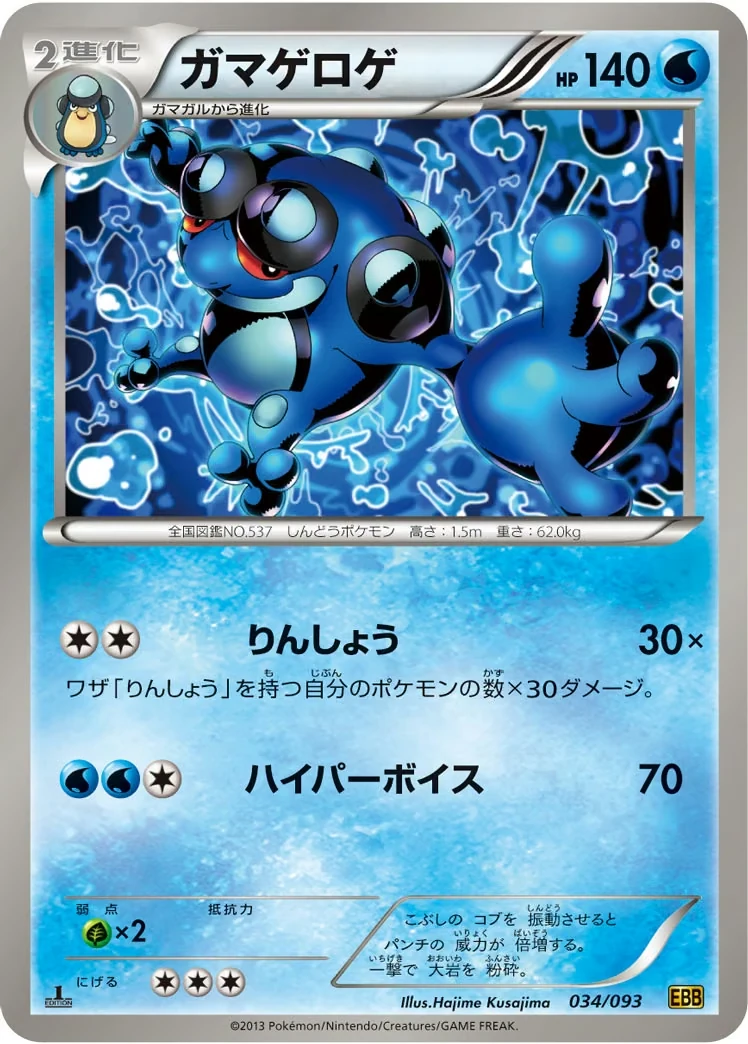 2進化
ガマゲロゲ
HP 140
ガマガルから進化
全国図鑑NO.537 しんどうポケモン 高さ：1.5m 重さ：62.0kg
りんしょう 30×
ワザ「りんしょう」を持つ自分のポケモンの数×30ダメージ。
ハイパーボイス 70
弱点 抵抗力
×2
にげる
こぶしの コブを 振動させると
パンチの 威力が 倍増する。
一撃で 大岩を 粉砕。
1 EDITION
Illus.Hajime Kusajima 034/093 EBB
©2013 Pokémon/Nintendo/Creatures/GAME FREAK.